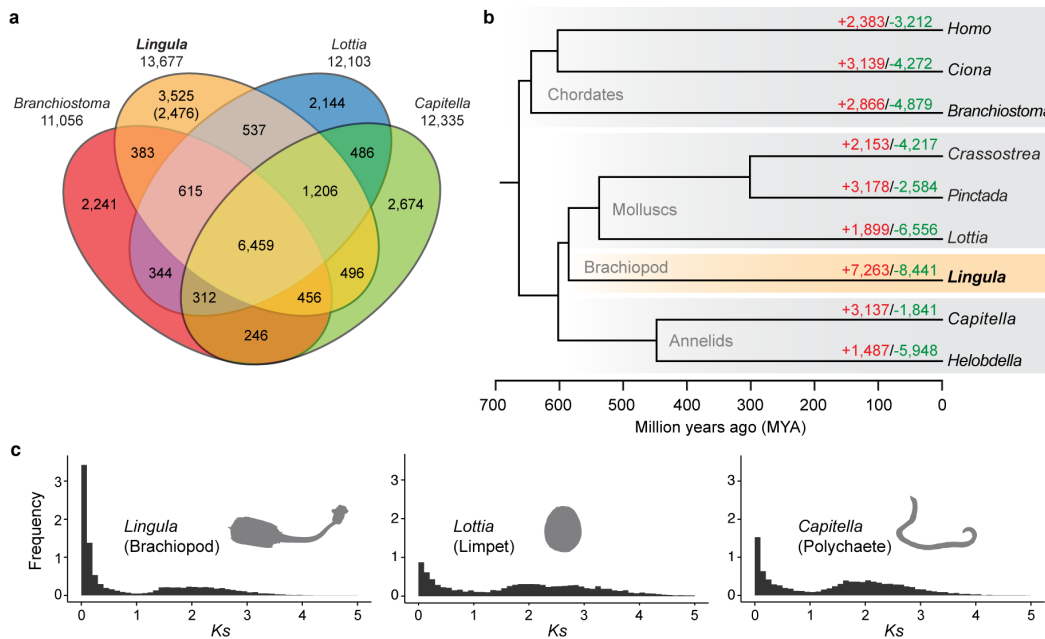 a
Lingula
13,677
Lottia
12,103
Branchiostoma
11,056
Capitella
12,335
3,525
(2,476)
2,144
537
383
486
615
1,206
2,241
2,674
6,459
344
496
312
456
246
b
+2,383/-3,212
Homo
+3,139/-4,272
Ciona
Chordates
+2,866/-4,879
Branchiostoma
+2,153/-4,217
Crassostrea
+3,178/-2,584
Pinctada
Molluscs
+1,899/-6,556
Lottia
Brachiopod
+7,263/-8,441
Lingula
+3,137/-1,841
Capitella
Annelids
+1,487/-5,948
Helobdella
700 600 500 400 300 200 100 0
Million years ago (MYA)
c
Frequency
3
2
1
0
Lingula
(Brachiopod)
0 1 2 3 4 5
Ks
3
2
1
0
Lottia
(Limpet)
0 1 2 3 4 5
Ks
3
2
1
0
Capitella
(Polychaete)
0 1 2 3 4 5
Ks